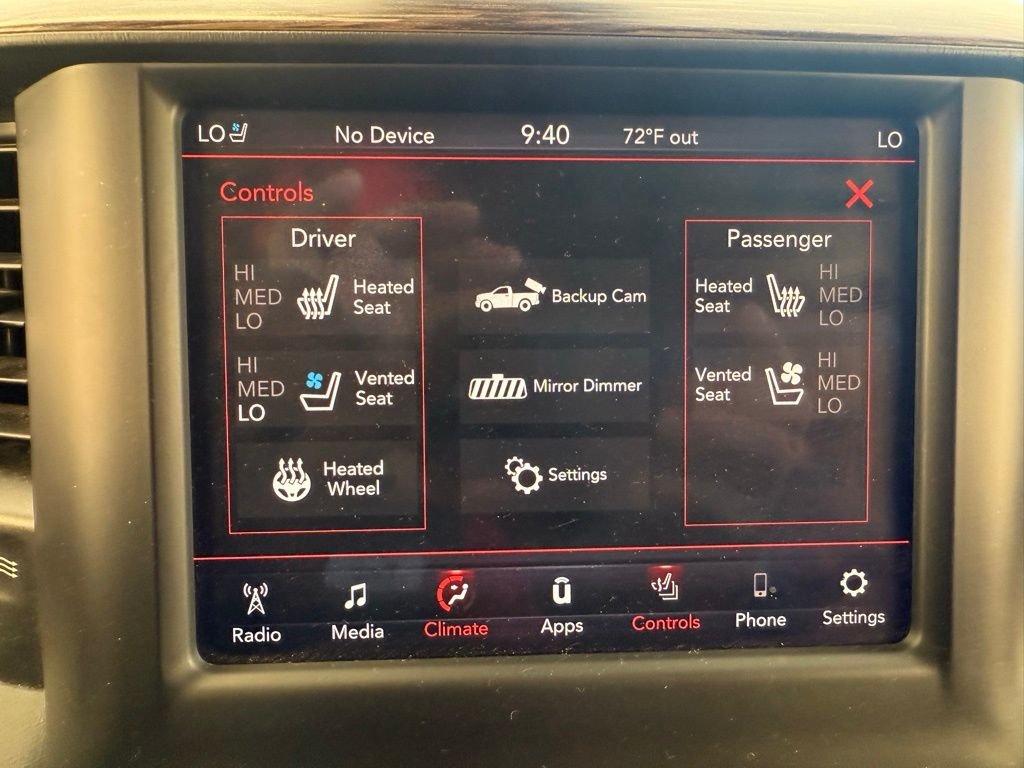 LO No Device 9:40 72°F out LO
Controls
Driver
HI
MED
LO
Heated
Seat
HI
MED
LO
Vented
Seat
Heated
Wheel
Backup Cam
Mirror Dimmer
Settings
Passenger
Heated
Seat
HI
MED
LO
Vented
Seat
HI
MED
LO
Radio Media Climate Apps Controls Phone Settings